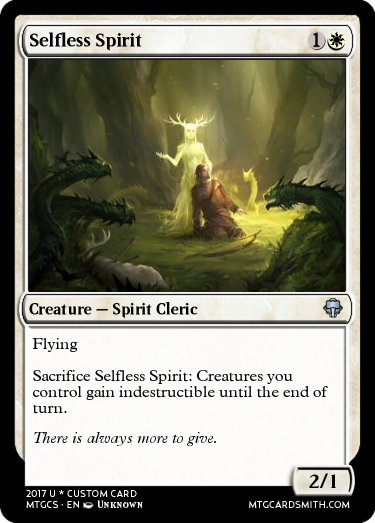 Selfless Spirit 1
Creature — Spirit Cleric
Flying
Sacrifice Selfless Spirit: Creatures you
control gain indestructible until the end of
turn.
There is always more to give.
2/1
2017 U * CUSTOM CARD
MTGCS · EN Unknown MTGCARDSMITH.COM